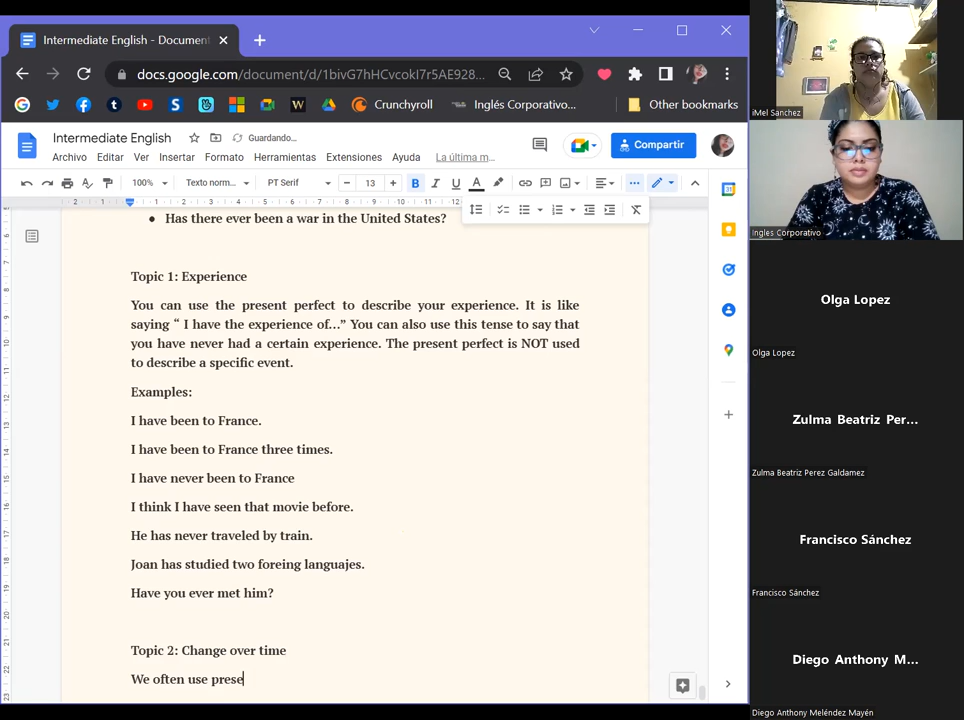 Intermediate English - Document
docs.google.com/document/d/1bivG7hHCvcokI7r5AE928...
Crunchyroll
Inglés Corporativo...
Other bookmarks
Intermediate English
Guardando...
Archivo Editar Ver Insertar Formato Herramientas Extensiones Ayuda La última m...
Compartir
100% Texto norm... PT Serif 13
• Has there ever been a war in the United States?
Topic 1: Experience
You can use the present perfect to describe your experience. It is like
saying “ I have the experience of...” You can also use this tense to say that
you have never had a certain experience. The present perfect is NOT used
to describe a specific event.
Examples:
I have been to France.
I have been to France three times.
I have never been to France
I think I have seen that movie before.
He has never traveled by train.
Joan has studied two foreing languajes.
Have you ever met him?
Topic 2: Change over time
We often use prese
iMel Sanchez
Ingles Corporativo
Olga Lopez
Olga Lopez
Zulma Beatriz Per...
Zulma Beatriz Perez Galdamez
Francisco Sánchez
Francisco Sánchez
Diego Anthony M...
Diego Anthony Meléndez Mayén